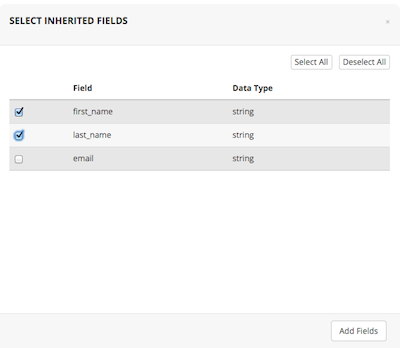 SELECT INHERITED FIELDS ×
Select All Deselect All
Field Data Type
first_name string
last_name string
email string
Add Fields